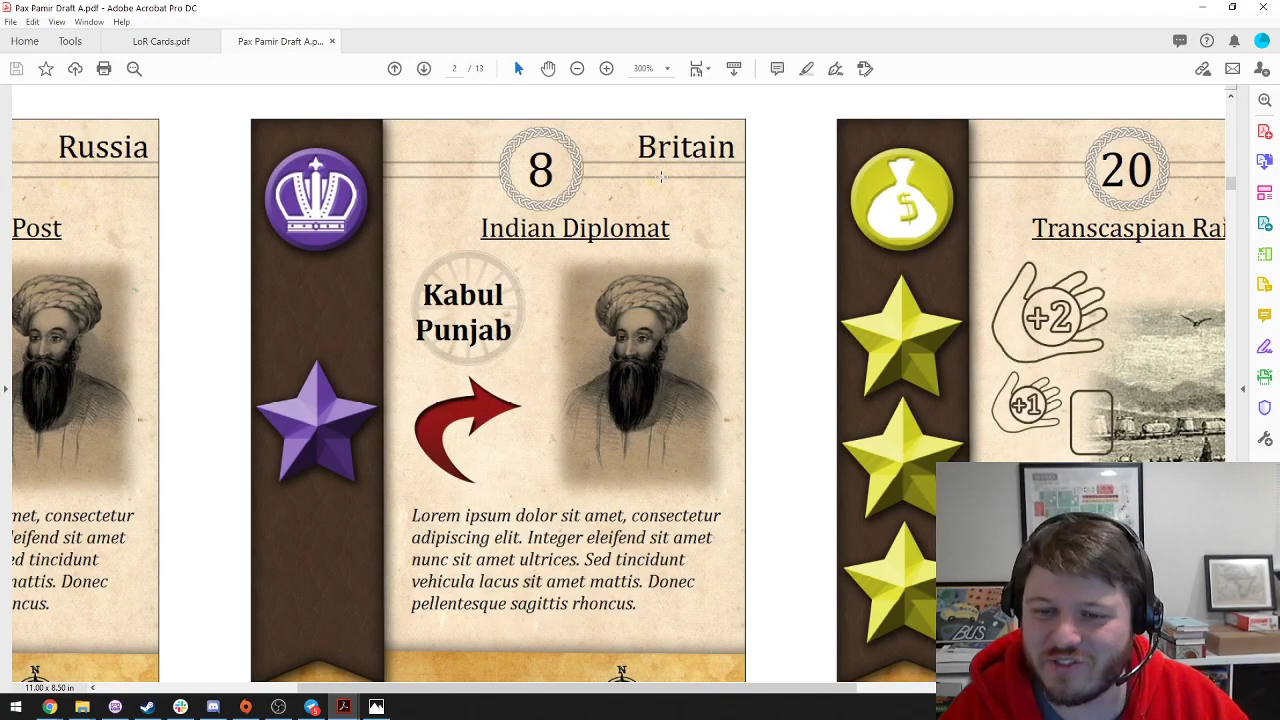 Pax Pamir Draft A.pdf - Adobe Acrobat Pro DC
File Edit View Window Help
Home Tools LoR Cards.pdf Pax Pamir Draft A.p... ×
2 / 13 300%
Russia
8
Britain
20
Post
Indian Diplomat
Transcaspian Rai
Kabul
Punjab
+2
+1
$
met, consectetur
leifend sit amet
ed tincidunt
mattis. Donec
ncus.
Lorem ipsum dolor sit amet, consectetur
adipiscing elit. Integer eleifend sit amet
nunc sit amet ultrices. Sed tincidunt
vehicula lacus sit amet mattis. Donec
pellentesque sagittis rhoncus.
N
N
BUS
11.00 x 8.50 in